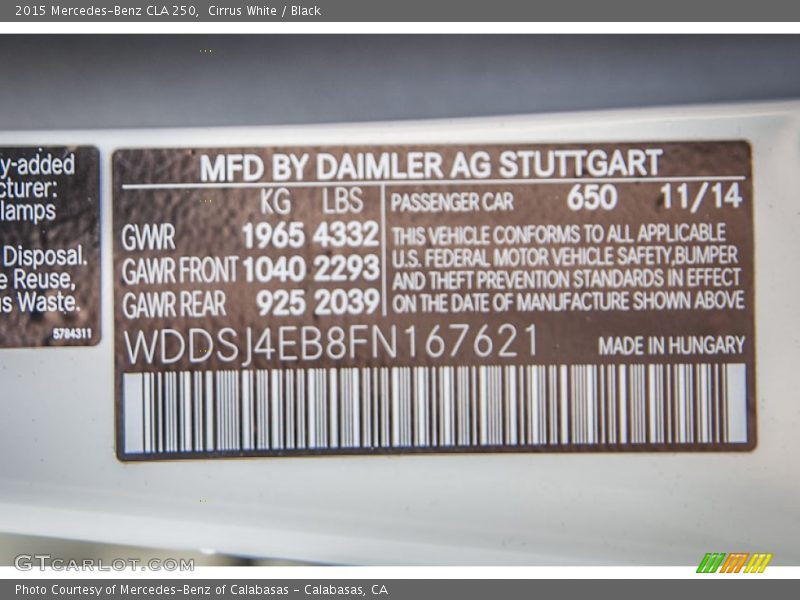 2015 Mercedes-Benz CLA 250,  Cirrus White / Black
y-added
cturer:
lamps
Disposal.
e Reuse,
s Waste.
5784311
MFD BY DAIMLER AG STUTTGART
KG LBS
GWR 1965 4332
GAWR FRONT 1040 2293
GAWR REAR 925 2039
PASSENGER CAR 650 11/14
THIS VEHICLE CONFORMS TO ALL APPLICABLE
U.S. FEDERAL MOTOR VEHICLE SAFETY,BUMPER
AND THEFT PREVENTION STANDARDS IN EFFECT
ON THE DATE OF MANUFACTURE SHOWN ABOVE
WDDSJ4EB8FN167621
MADE IN HUNGARY
GTCARLOT.COM
Photo Courtesy of Mercedes-Benz of Calabasas - Calabasas, CA